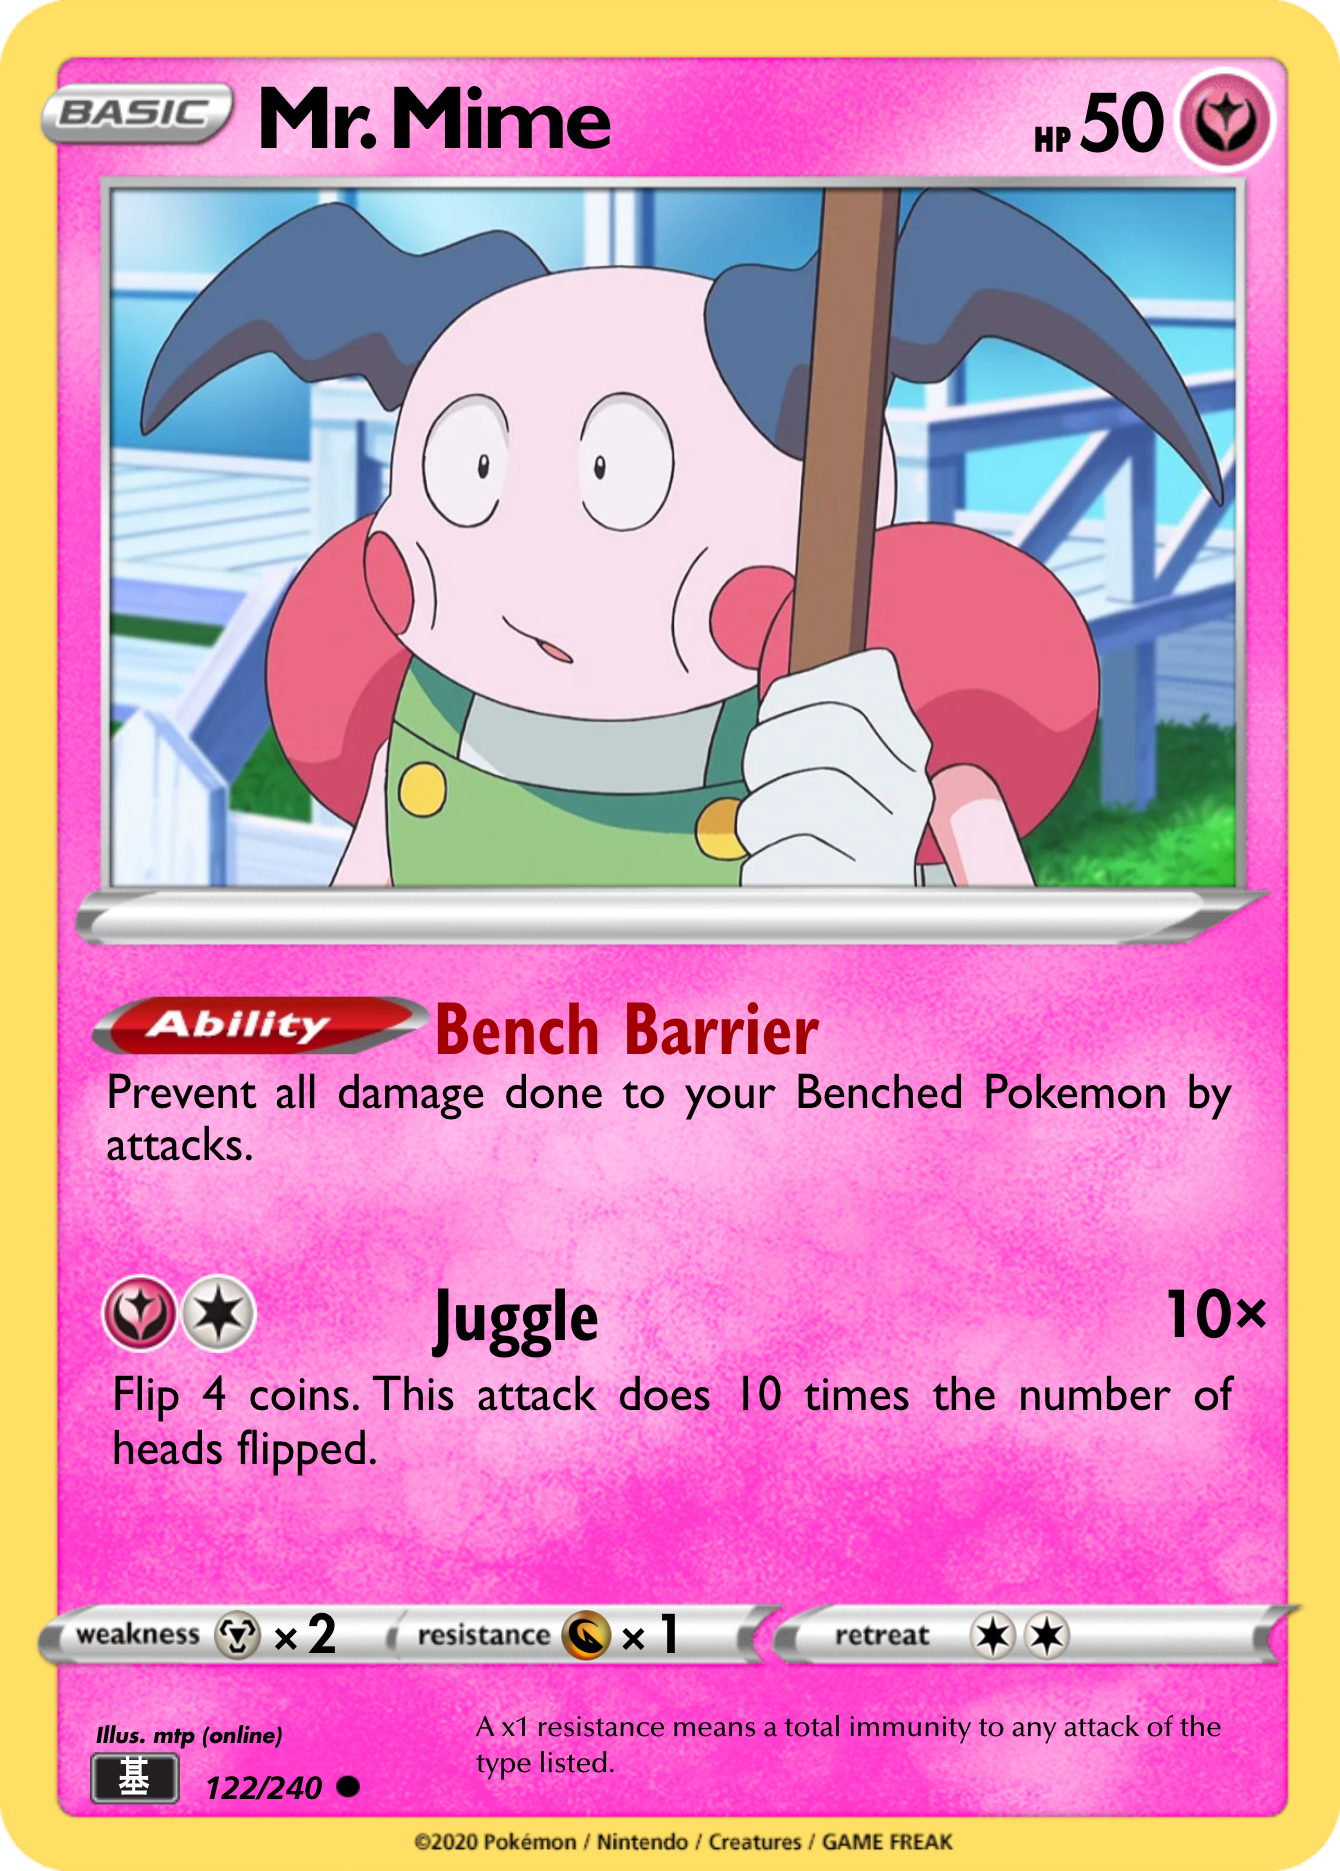 BASIC Mr. Mime HP 50
Ability Bench Barrier
Prevent all damage done to your Benched Pokemon by
attacks.
Juggle 10×
Flip 4 coins. This attack does 10 times the number of
heads flipped.
weakness × 2 resistance × 1 retreat
Illus. mtp (online)
A x1 resistance means a total immunity to any attack of the
type listed.
基 122/240
©2020 Pokémon / Nintendo / Creatures / GAME FREAK